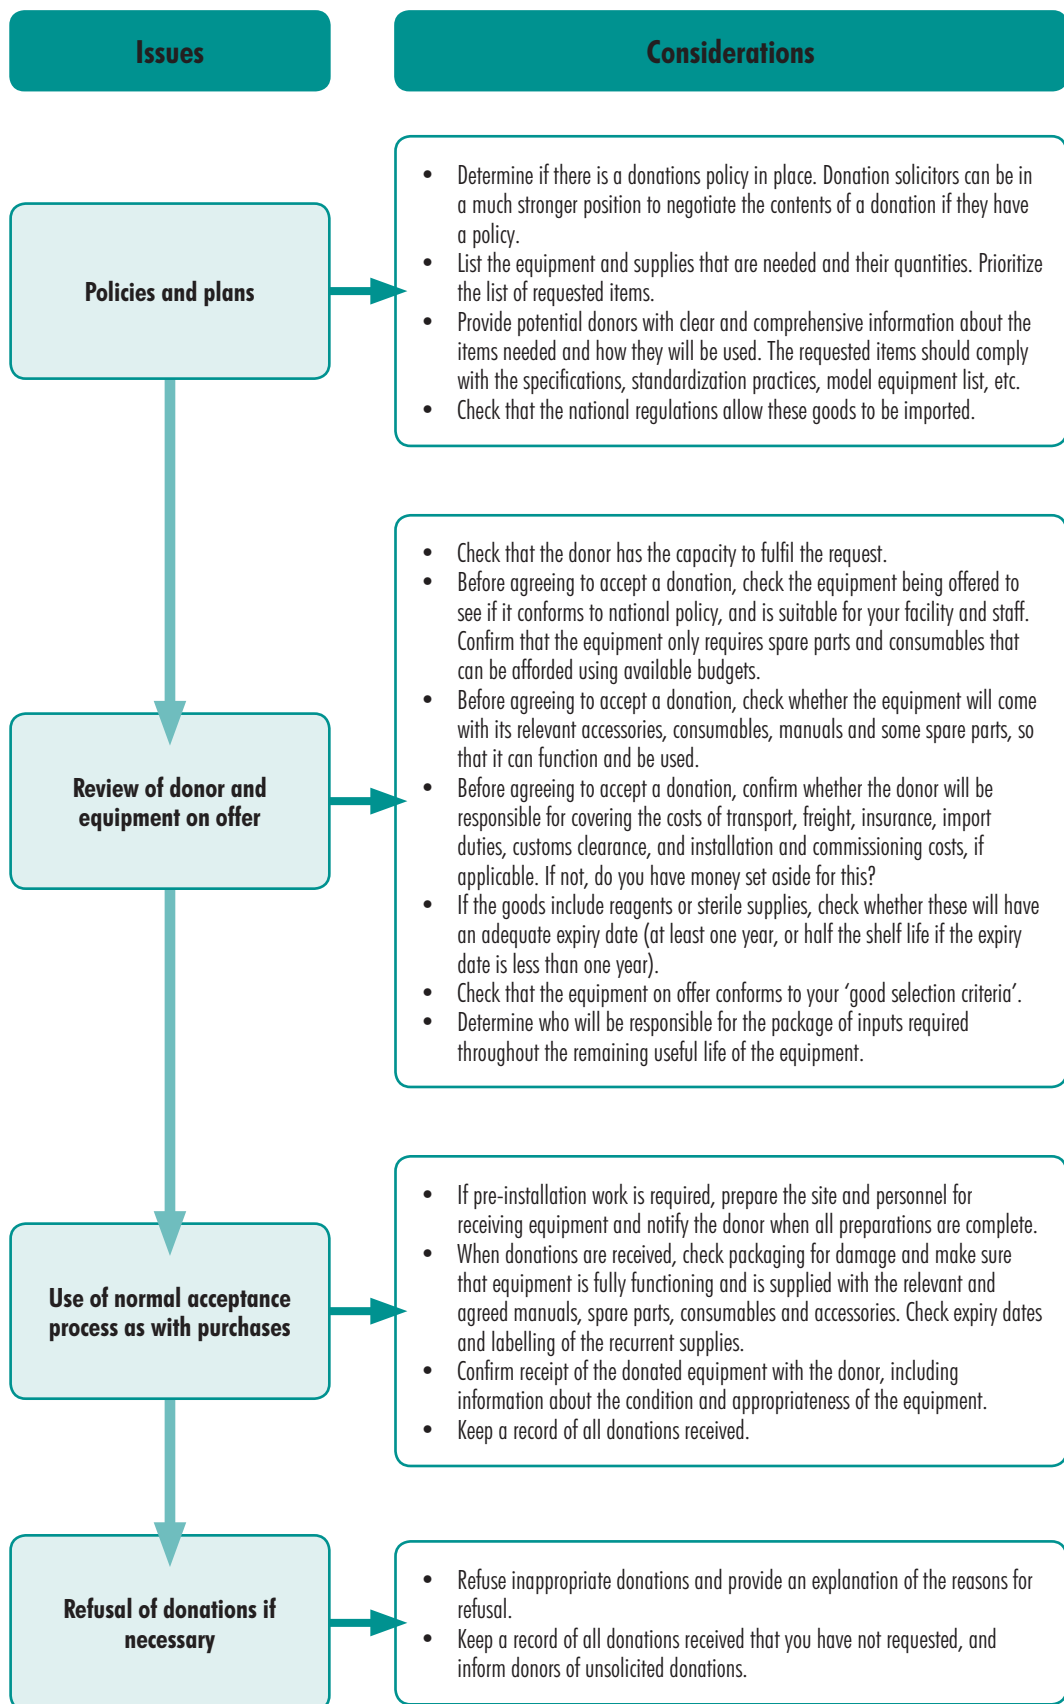 Issues
Considerations
Policies and plans
• Determine if there is a donations policy in place. Donation solicitors can be in
a much stronger position to negotiate the contents of a donation if they have
a policy.
• List the equipment and supplies that are needed and their quantities. Prioritize
the list of requested items.
• Provide potential donors with clear and comprehensive information about the
items needed and how they will be used. The requested items should comply
with the specifications, standardization practices, model equipment list, etc.
• Check that the national regulations allow these goods to be imported.
Review of donor and
equipment on offer
• Check that the donor has the capacity to fulfil the request.
• Before agreeing to accept a donation, check the equipment being offered to
see if it conforms to national policy, and is suitable for your facility and staff.
Confirm that the equipment only requires spare parts and consumables that
can be afforded using available budgets.
• Before agreeing to accept a donation, check whether the equipment will come
with its relevant accessories, consumables, manuals and some spare parts, so
that it can function and be used.
• Before agreeing to accept a donation, confirm whether the donor will be
responsible for covering the costs of transport, freight, insurance, import
duties, customs clearance, and installation and commissioning costs, if
applicable. If not, do you have money set aside for this?
• If the goods include reagents or sterile supplies, check whether these will have
an adequate expiry date (at least one year, or half the shelf life if the expiry
date is less than one year).
• Check that the equipment on offer conforms to your ‘good selection criteria’.
• Determine who will be responsible for the package of inputs required
throughout the remaining useful life of the equipment.
Use of normal acceptance
process as with purchases
• If pre-installation work is required, prepare the site and personnel for
receiving equipment and notify the donor when all preparations are complete.
• When donations are received, check packaging for damage and make sure
that equipment is fully functioning and is supplied with the relevant and
agreed manuals, spare parts, consumables and accessories. Check expiry dates
and labelling of the recurrent supplies.
• Confirm receipt of the donated equipment with the donor, including
information about the condition and appropriateness of the equipment.
• Keep a record of all donations received.
Refusal of donations if
necessary
• Refuse inappropriate donations and provide an explanation of the reasons for
refusal.
• Keep a record of all donations received that you have not requested, and
inform donors of unsolicited donations.